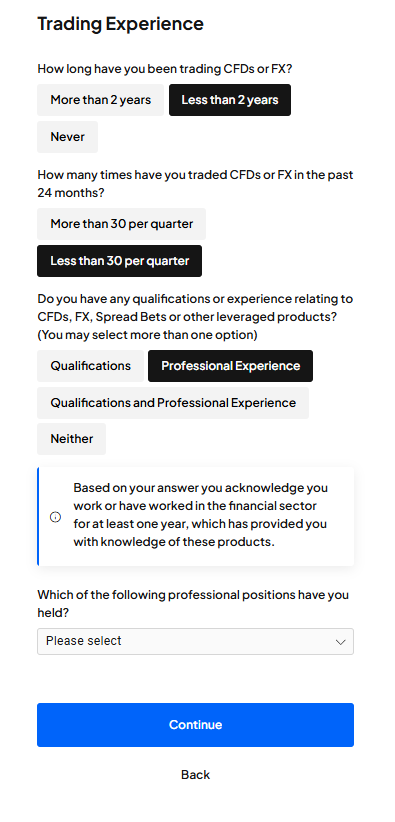 Trading Experience
How long have you been trading CFDs or FX?
More than 2 years
Less than 2 years
Never
How many times have you traded CFDs or FX in the past
24 months?
More than 30 per quarter
Less than 30 per quarter
Do you have any qualifications or experience relating to
CFDs, FX, Spread Bets or other leveraged products?
(You may select more than one option)
Qualifications
Professional Experience
Qualifications and Professional Experience
Neither
Based on your answer you acknowledge you
work or have worked in the financial sector
for at least one year, which has provided you
with knowledge of these products.
Which of the following professional positions have you
held?
Please select
Continue
Back